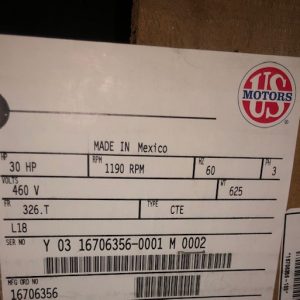 US
MOTORS
®
MADE IN Mexico
HP RPM HZ PH
30 HP 1190 RPM 60 3
VOLTS WT
460 V 625
FR TYPE
326.T CTE
L18
SER NO Y 03 16706356-0001 M 0002
MFG ORD NO
16706356